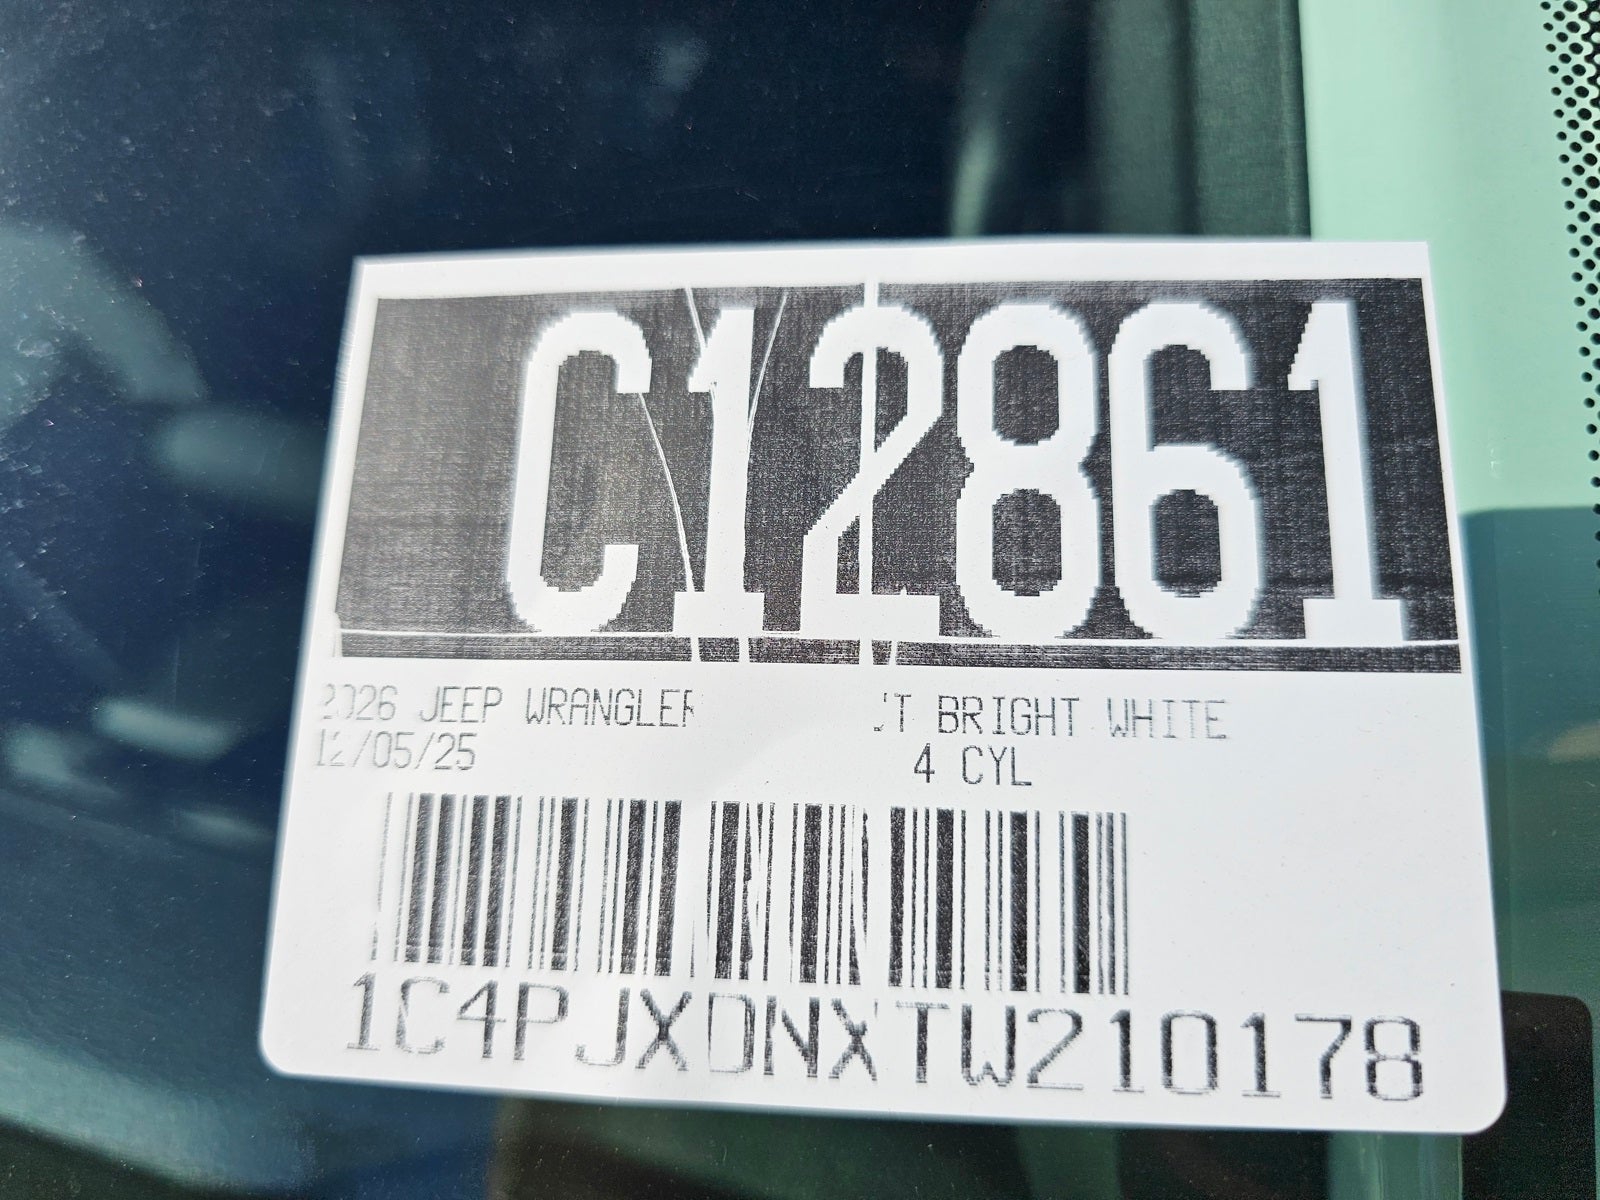 C12861
2026 JEEP WRANGLER T BRIGHT WHITE
12/05/25 4 CYL
1C4PJXDNXTW210178